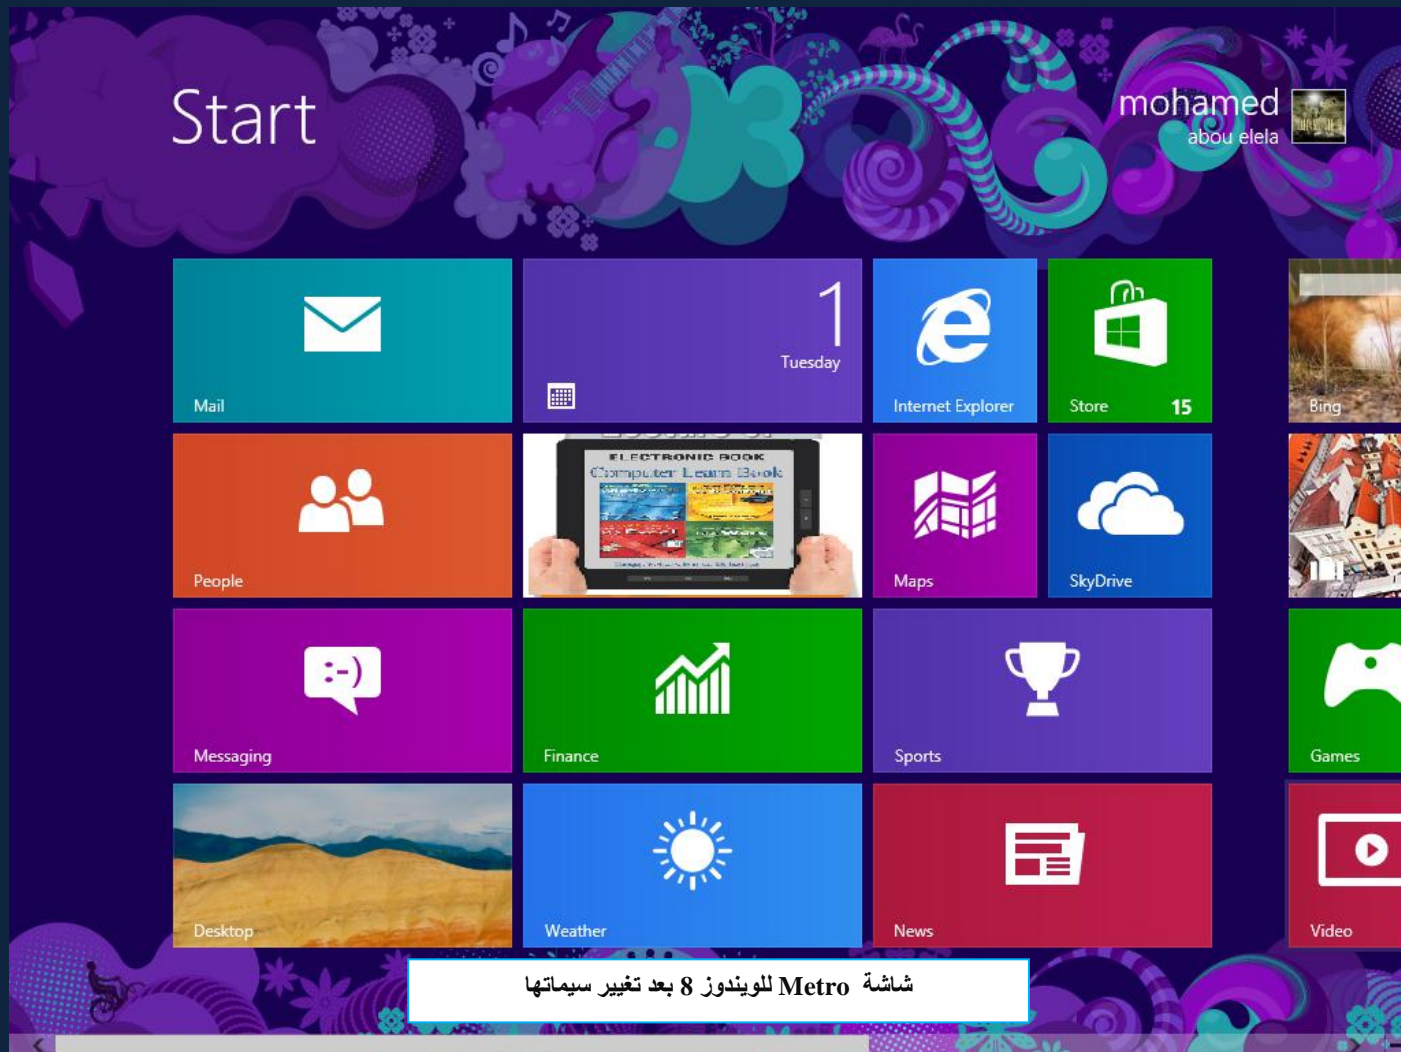 Start
mohamed
abou elela
Mail
1
Tuesday
Internet Explorer
Store 15
Bing
People
ELECTRONIC BOOK
Computer Learn Book
Maps
SkyDrive
:-)
Messaging
Finance
Sports
Games
Desktop
Weather
News
Video
شاشة Metro للويندوز 8 بعد تغيير سيماتها